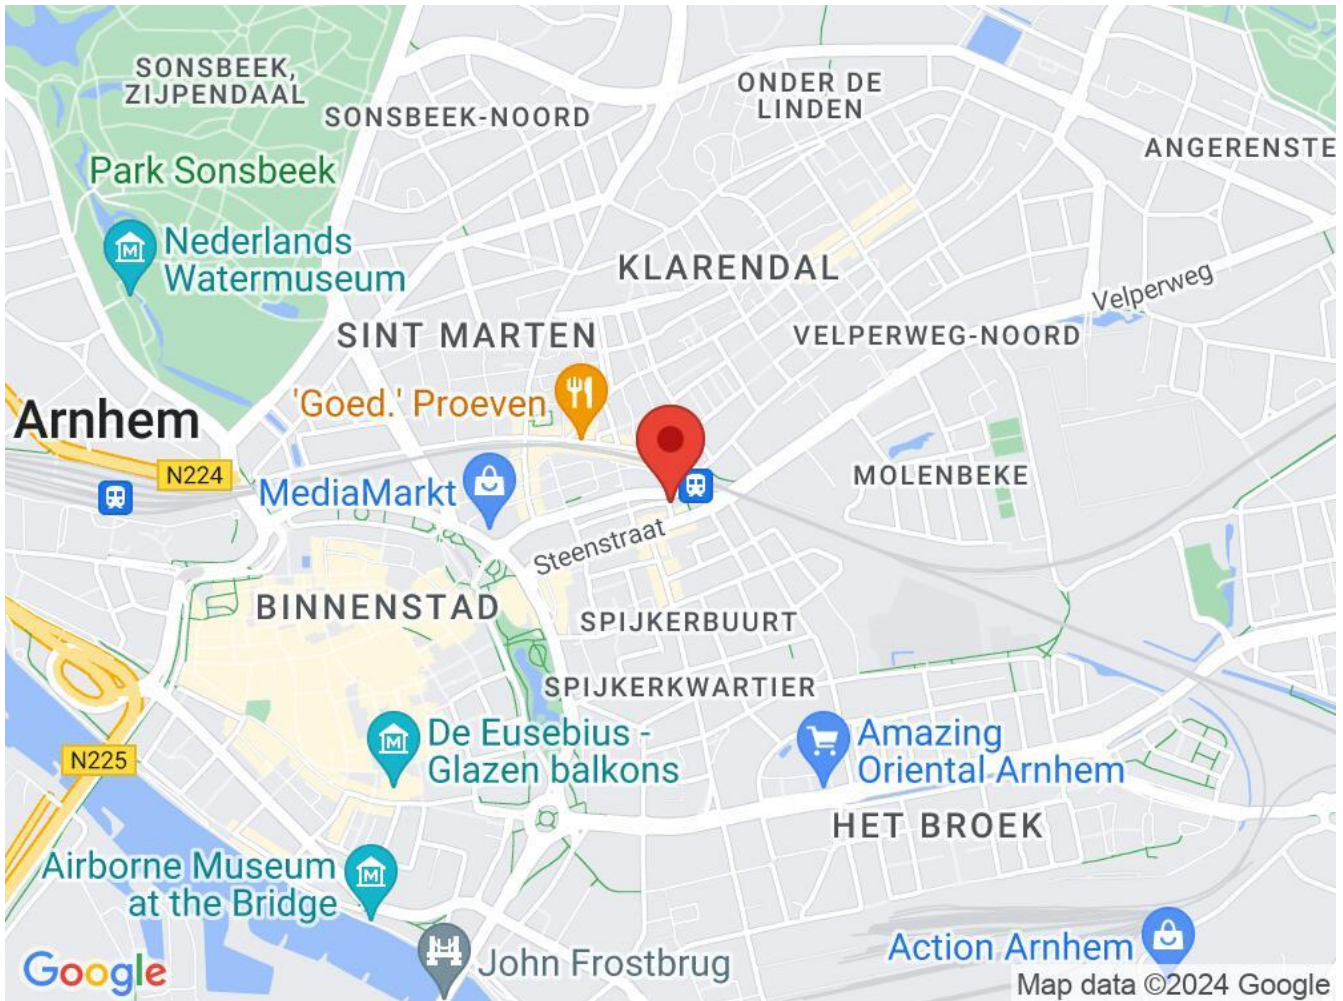 SONSBEEK,
ZIJPENDAAL
ONDER DE
LINDEN
SONSBEEK-NOORD
ANGERENSTE
Park Sonsbeek
Nederlands
Watermuseum
KLARENDAL
Velperweg
SINT MARTEN
VELPERWEG-NOORD
'Goed.' Proeven
Arnhem
N224
MediaMarkt
MOLENBEKE
Steenstraat
BINNENSTAD
SPIJKERBUURT
SPIJKERKWARTIER
De Eusebius -
Glazen balkons
Amazing
Oriental Arnhem
N225
HET BROEK
Airborne Museum
at the Bridge
John Frostbrug
Action Arnhem
Google
Map data ©2024 Google